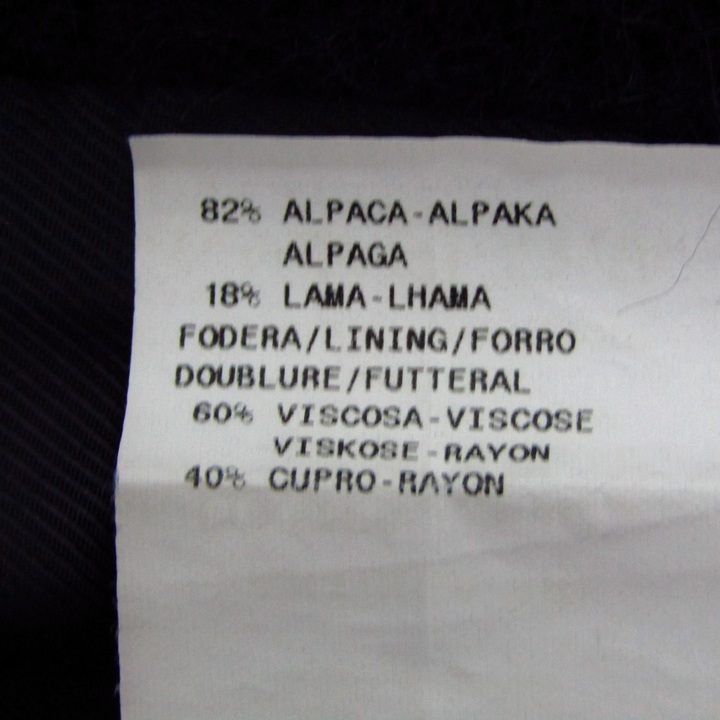 82% ALPACA-ALPAKA
ALPAGA
18% LAMA-LHAMA
FODERA/LINING/FORRO
DOUBLURE/FUTTERAL
60% VISCOSA-VISCOSE
VISKOSE-RAYON
40% CUPRO-RAYON